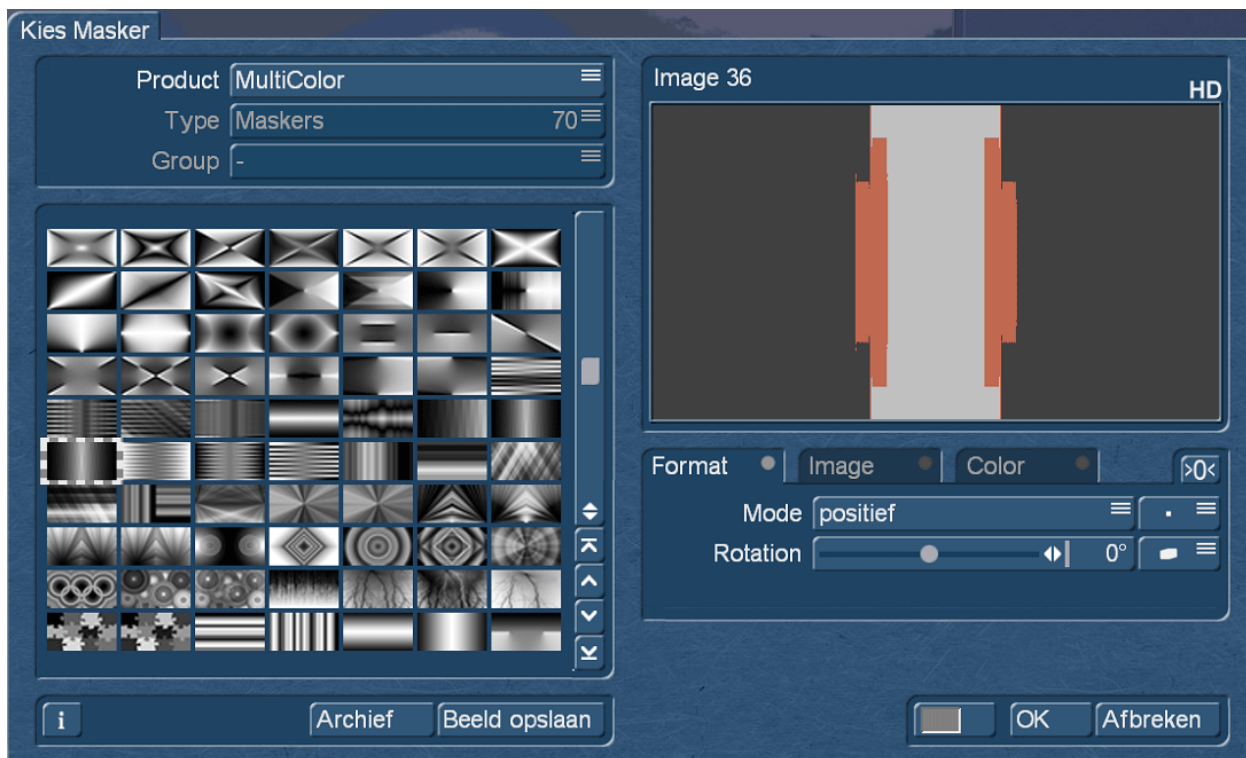 Kies Masker
Product MultiColor
Type Maskers 70
Group -
Image 36
HD
Format Image Color >0<
Mode positief
Rotation 0°
i Archief Beeld opslaan
OK Afbreken